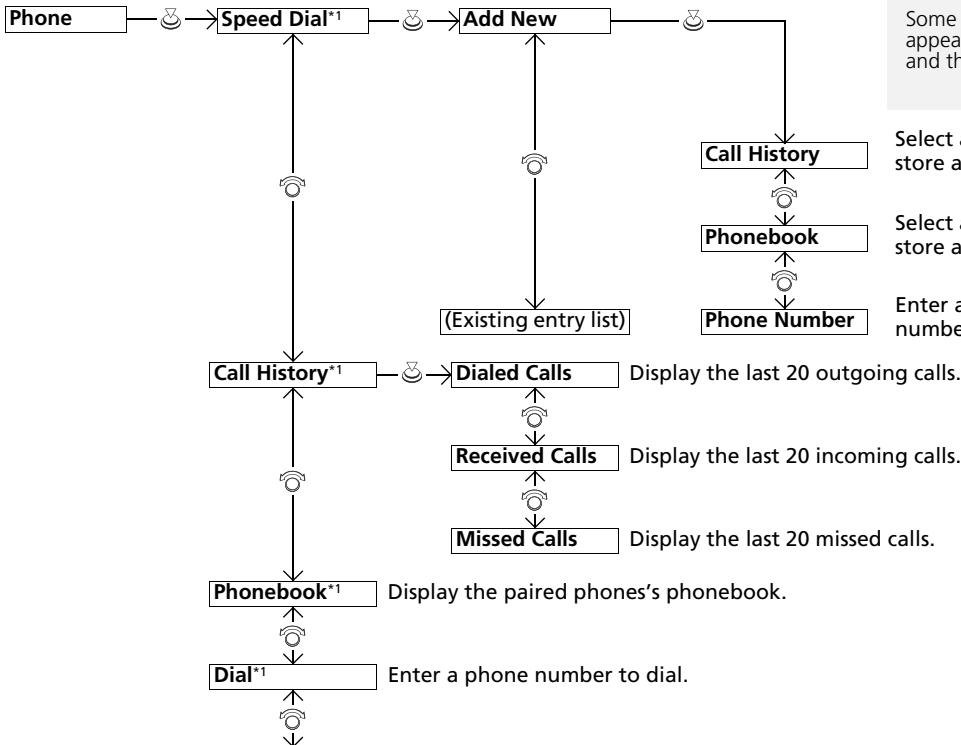 Phone
Speed Dial*1
Add New
Some
appea
and th
Call History
Select a
store a
Phonebook
Select a
store a
(Existing entry list)
Phone Number
Enter a
numbe
Call History*1
Dialed Calls
Display the last 20 outgoing calls.
Received Calls
Display the last 20 incoming calls.
Missed Calls
Display the last 20 missed calls.
Phonebook*1
Display the paired phones's phonebook.
Dial*1
Enter a phone number to dial.